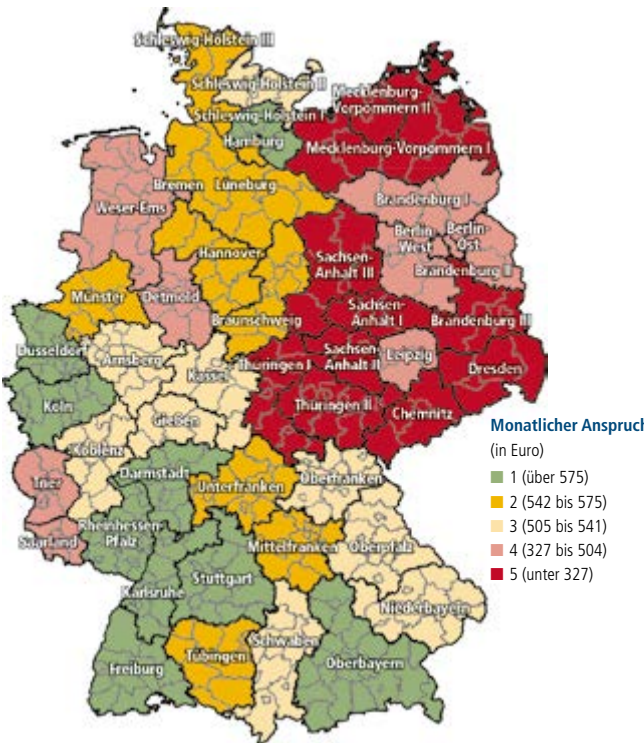 Schleswig-Holstein III
Schleswig-Holstein II
Mecklenburg-
Vorpommern II
Schleswig-Holstein I
Hamburg
Mecklenburg-Vorpommern I
Bremen
Lüneburg
Brandenburg I
Weser-Ems
Berlin-
West
Berlin-
Ost
Hannover
Sachsen-
Anhalt III
Brandenburg II
Münster
Detmold
Braunschweig
Sachsen-
Anhalt I
Brandenburg III
Düsseldorf
Arnsberg
Kassel
Thüringen I
Sachsen-
Anhalt II
Leipzig
Dresden
Köln
Gießen
Thüringen II
Chemnitz
Koblenz
Monatlicher Anspruch
(in Euro)
1 (über 575)
2 (542 bis 575)
3 (505 bis 541)
4 (327 bis 504)
5 (unter 327)
Trier
Darmstadt
Unterfranken
Oberfranken
Saarland
Rheinhessen-
Pfalz
Mittelfranken
Oberpfalz
Karlsruhe
Stuttgart
Niederbayern
Freiburg
Tübingen
Schwaben
Oberbayern